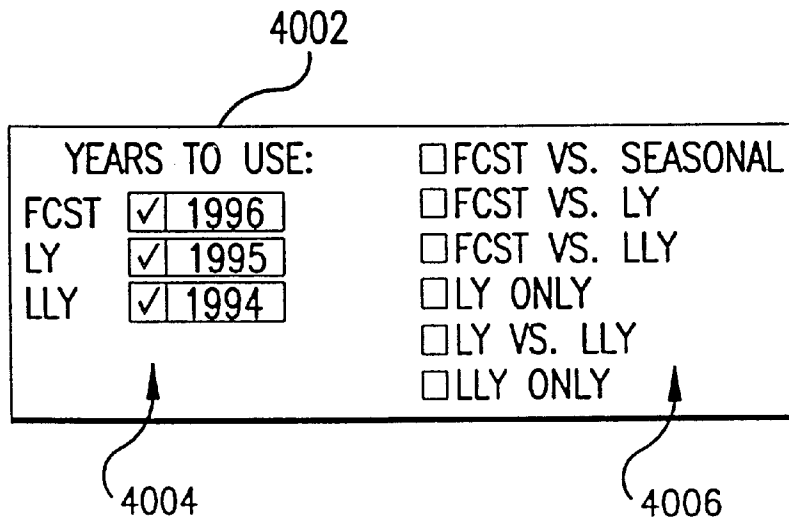 4002
YEARS TO USE:
FCST ✓ 1996
LY ✓ 1995
LLY ✓ 1994
☐ FCST VS. SEASONAL
☐ FCST VS. LY
☐ FCST VS. LLY
☐ LY ONLY
☐ LY VS. LLY
☐ LLY ONLY
4004
4006